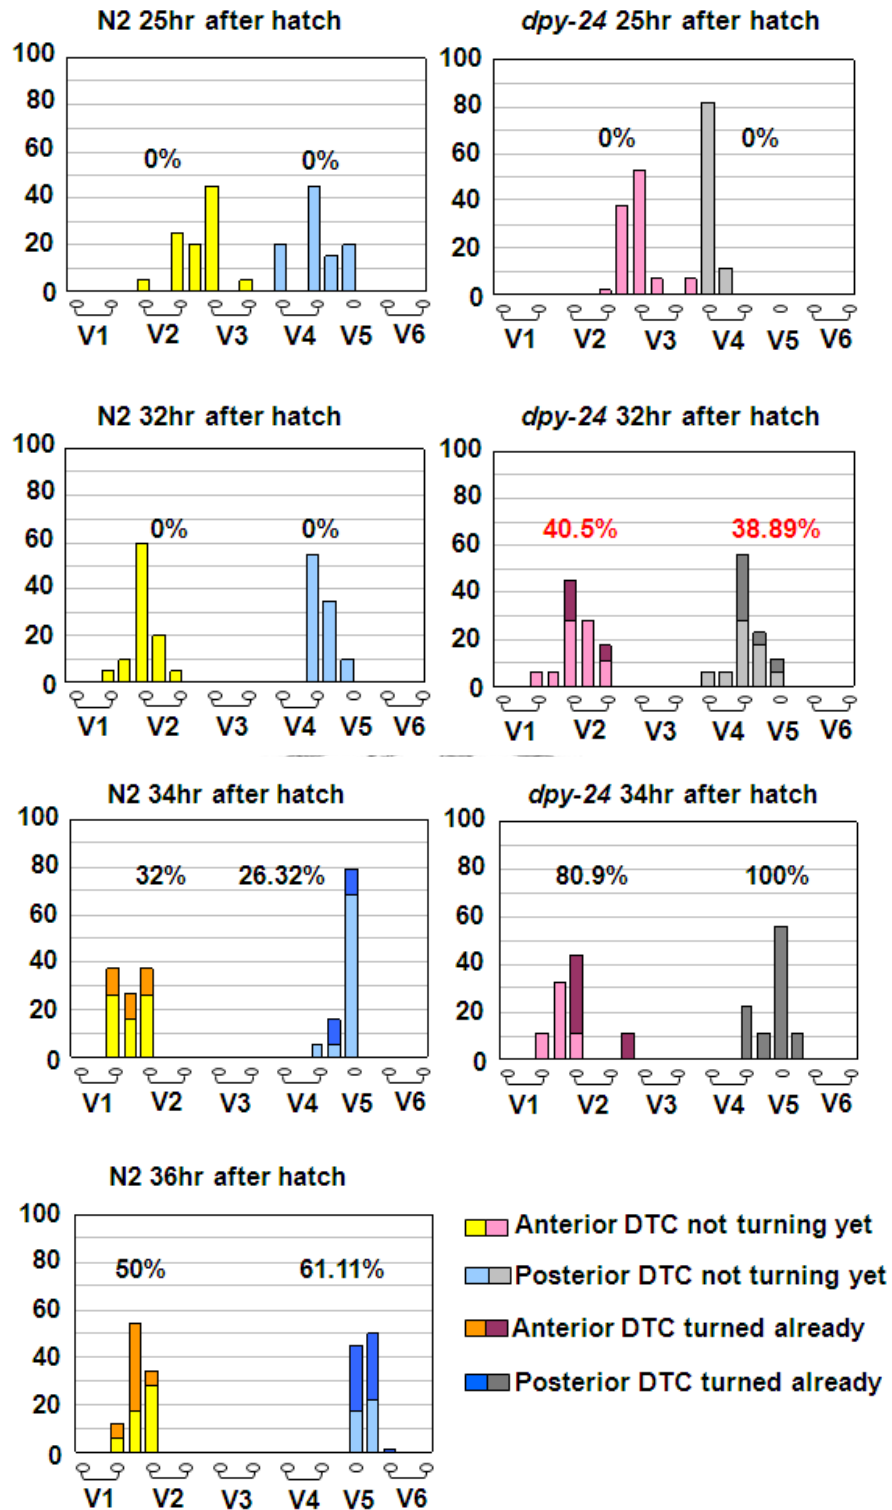 N2 25hr after hatch
100
80
60
40
20
0
0% 0%
V1 V2 V3 V4 V5 V6
dpy-24 25hr after hatch
100
80
60
40
20
0
0% 0%
V1 V2 V3 V4 V5 V6
N2 32hr after hatch
100
80
60
40
20
0
0% 0%
V1 V2 V3 V4 V5 V6
dpy-24 32hr after hatch
100
80
60
40
20
0
40.5% 38.89%
V1 V2 V3 V4 V5 V6
N2 34hr after hatch
100
80
60
40
20
0
32% 26.32%
V1 V2 V3 V4 V5 V6
dpy-24 34hr after hatch
100
80
60
40
20
0
80.9% 100%
V1 V2 V3 V4 V5 V6
N2 36hr after hatch
100
80
60
40
20
0
50% 61.11%
V1 V2 V3 V4 V5 V6
Anterior DTC not turning yet
Posterior DTC not turning yet
Anterior DTC turned already
Posterior DTC turned already